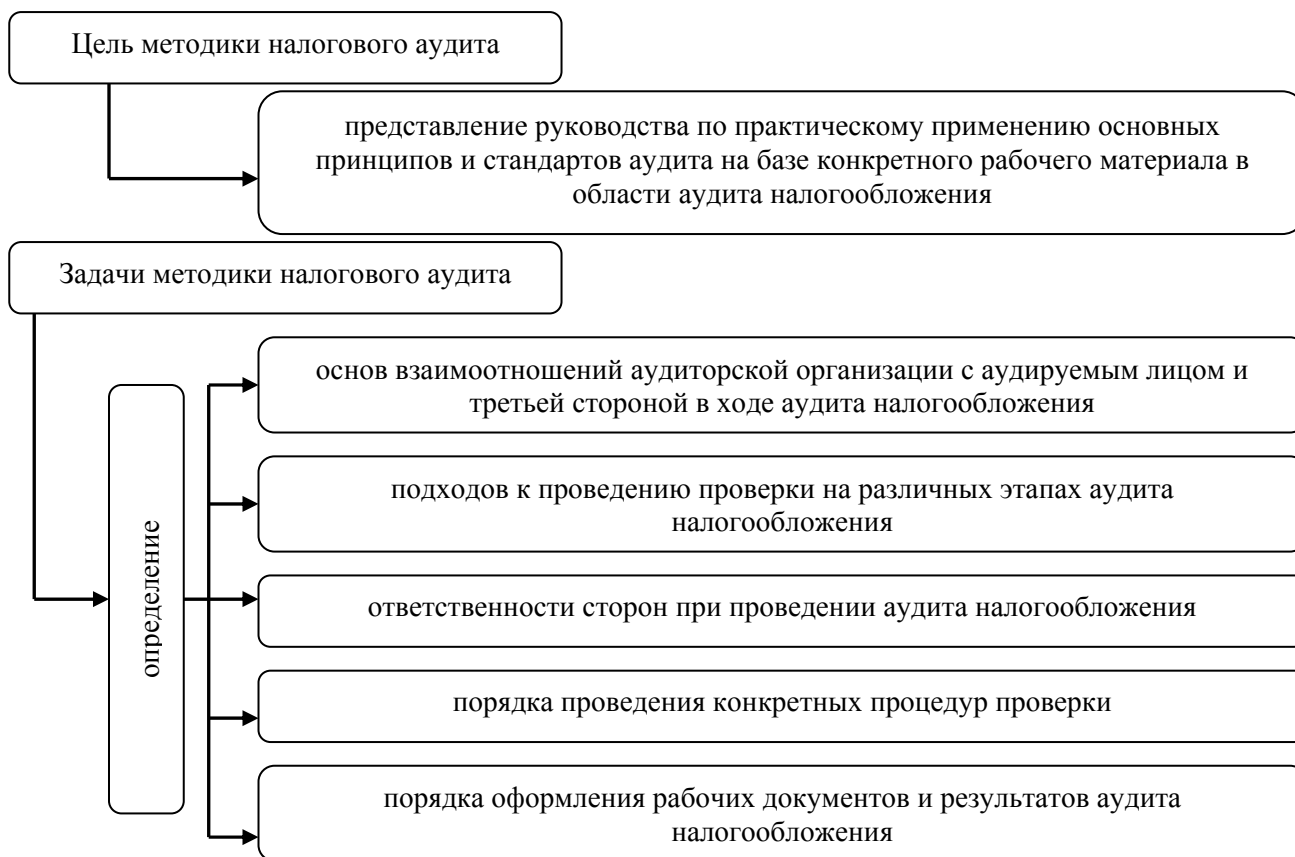 Цель методики налогового аудита
представление руководства по практическому применению основных
принципов и стандартов аудита на базе конкретного рабочего материала в
области аудита налогообложения
Задачи методики налогового аудита
определение
основ взаимоотношений аудиторской организации с аудируемым лицом и
третьей стороной в ходе аудита налогообложения
подходов к проведению проверки на различных этапах аудита
налогообложения
ответственности сторон при проведении аудита налогообложения
порядка проведения конкретных процедур проверки
порядка оформления рабочих документов и результатов аудита
налогообложения